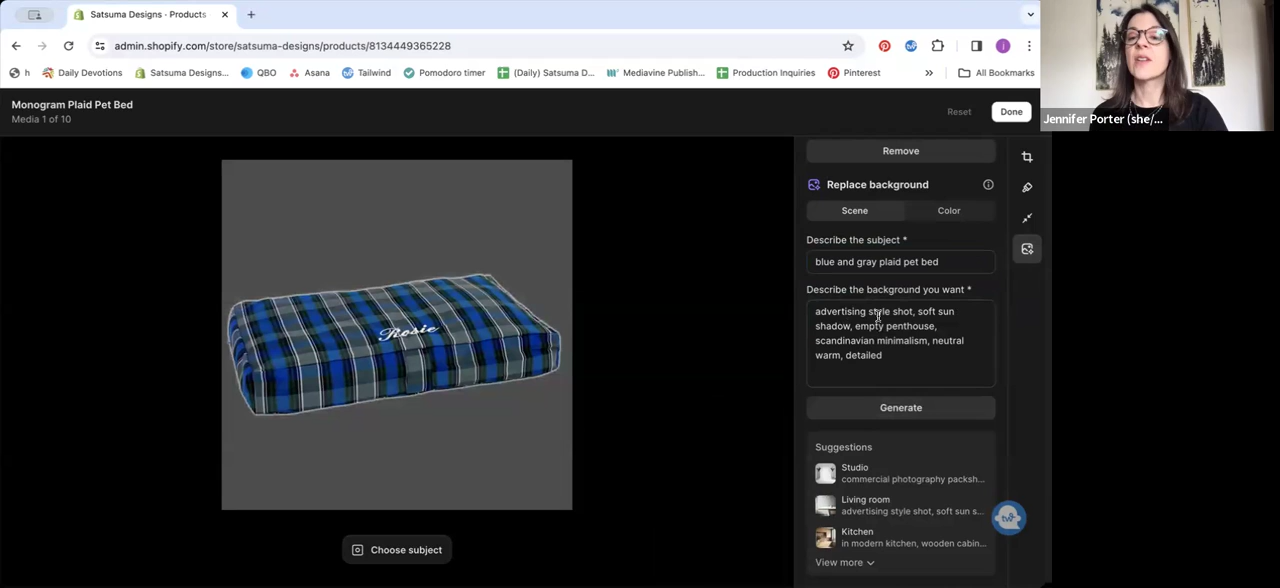 Satsuma Designs · Products
admin.shopify.com/store/satsuma-designs/products/8134449365228
h
Daily Devotions
Satsuma Designs...
QBO
Asana
Tailwind
Pomodoro timer
(Daily) Satsuma D...
Mediavine Publish...
Production Inquiries
Pinterest
All Bookmarks
Monogram Plaid Pet Bed
Media 1 of 10
Reset
Done
Jennifer Porter (she/...
Remove
Replace background
Scene
Color
Describe the subject *
blue and gray plaid pet bed
Describe the background you want *
advertising style shot, soft sun
shadow, empty penthouse,
scandinavian minimalism, neutral
warm, detailed
Generate
Suggestions
Studio
commercial photography packsh...
Living room
advertising style shot, soft sun s...
Kitchen
in modern kitchen, wooden cabin...
View more
Rosie
Choose subject